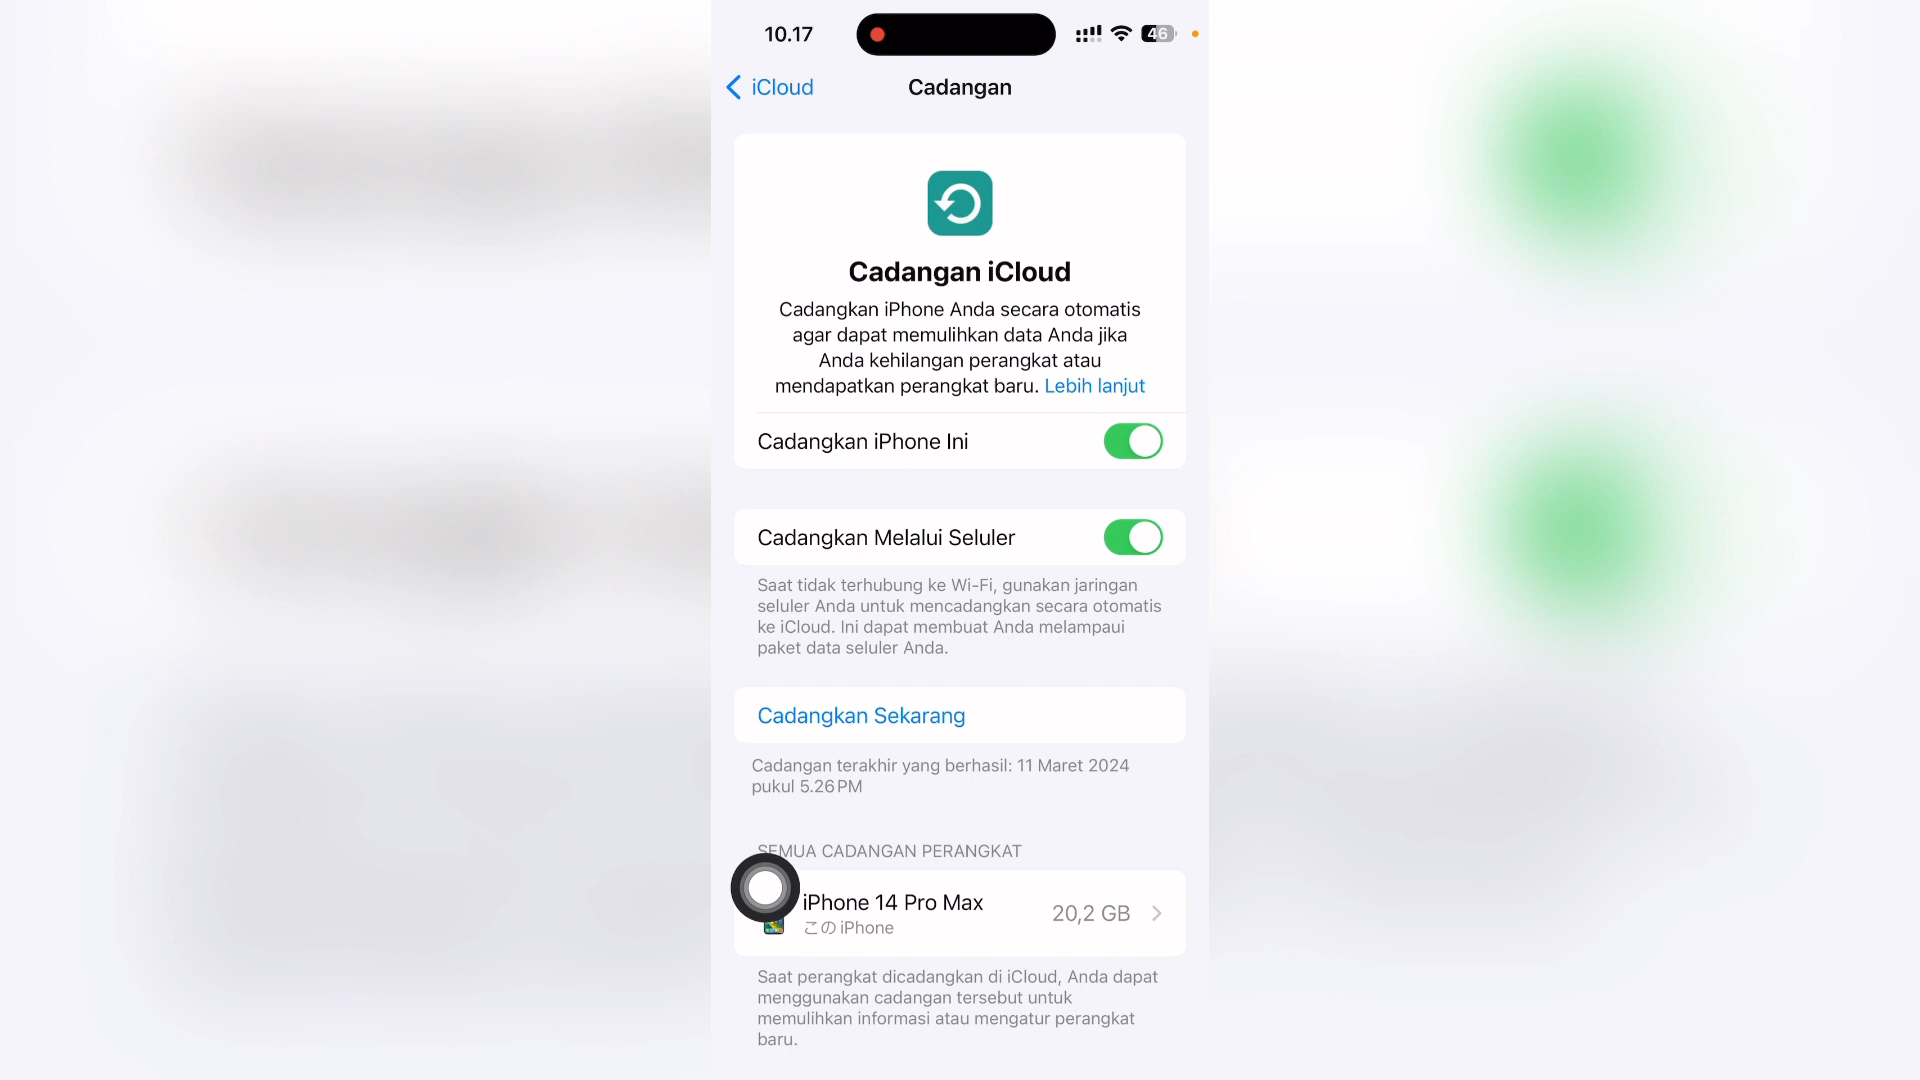 10.17
46
iCloud
Cadangan
Cadangan iCloud
Cadangkan iPhone Anda secara otomatis
agar dapat memulihkan data Anda jika
Anda kehilangan perangkat atau
mendapatkan perangkat baru. Lebih lanjut
Cadangkan iPhone Ini
Cadangkan Melalui Seluler
Saat tidak terhubung ke Wi-Fi, gunakan jaringan
seluler Anda untuk mencadangkan secara otomatis
ke iCloud. Ini dapat membuat Anda melampaui
paket data seluler Anda.
Cadangkan Sekarang
Cadangan terakhir yang berhasil: 11 Maret 2024
pukul 5.26 PM
SEMUA CADANGAN PERANGKAT
iPhone 14 Pro Max
20,2 GB
この iPhone
Saat perangkat dicadangkan di iCloud, Anda dapat
menggunakan cadangan tersebut untuk
memulihkan informasi atau mengatur perangkat
baru.